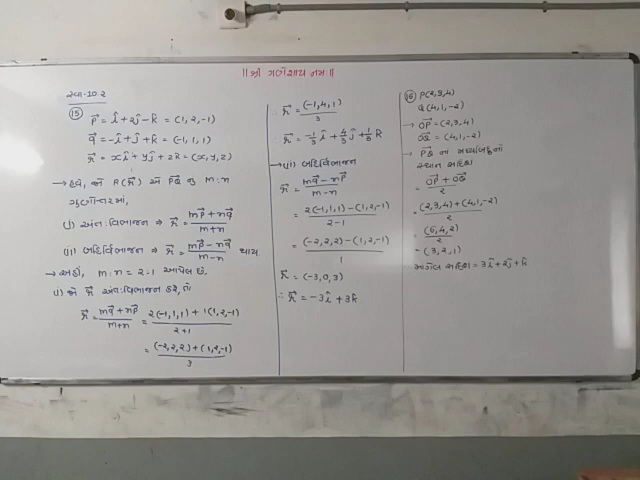 ॥ श्री ગણેશાય નમઃ ॥
સ્વા-10.2
(15) P⃗ = î + 2ĵ - k̂ = (1, 2, -1)
q⃗ = -î + ĵ + k̂ = (-1, 1, 1)
r⃗ = xî + yĵ + zk̂ = (x, y, z)
→ હવે, જો R(r⃗) એ PQ⃗ નું m:n
ગુણોત્તરમાં,
(i) અંતઃવિભાજન ⇒ r⃗ = (mP⃗ + nq⃗)/(m+n)
(ii) બહિર્વિભાજન ⇒ r⃗ = (mP⃗ - nq⃗)/(m-n) થાય
→ અહીં, m:n = 2:1 આપેલ છે.
(i) જો r⃗ અંતઃવિભાજન કરે, તો
r⃗ = (mq⃗ + nP⃗)/(m+n) = (2(-1, 1, 1) + 1(1, 2, -1))/(2+1)
= ((-2, 2, 2) + (1, 2, -1))/3
∴ r⃗ = (-1, 4, 1)/3
∴ r⃗ = -1/3 î + 4/3 ĵ + 1/3 k̂
→ (ii) બહિર્વિભાજન
r⃗ = (mq⃗ - nP⃗)/(m-n)
= (2(-1, 1, 1) - (1, 2, -1))/(2-1)
= ((-2, 2, 2) - (1, 2, -1))/1
r⃗ = (-3, 0, 3)
∴ r⃗ = -3î + 3k̂
(16) P(2, 3, 4)
Q(4, 1, -2)
→ OP⃗ = (2, 3, 4)
OQ⃗ = (4, 1, -2)
→ PQ⃗ ના મધ્યબિંદુનો
સ્થાન સદિશ
= (OP⃗ + OQ⃗)/2
= ((2, 3, 4) + (4, 1, -2))/2
= (6, 4, 2)/2
= (3, 2, 1)
∴ માંગેલ સદિશ = 3î + 2ĵ + k̂